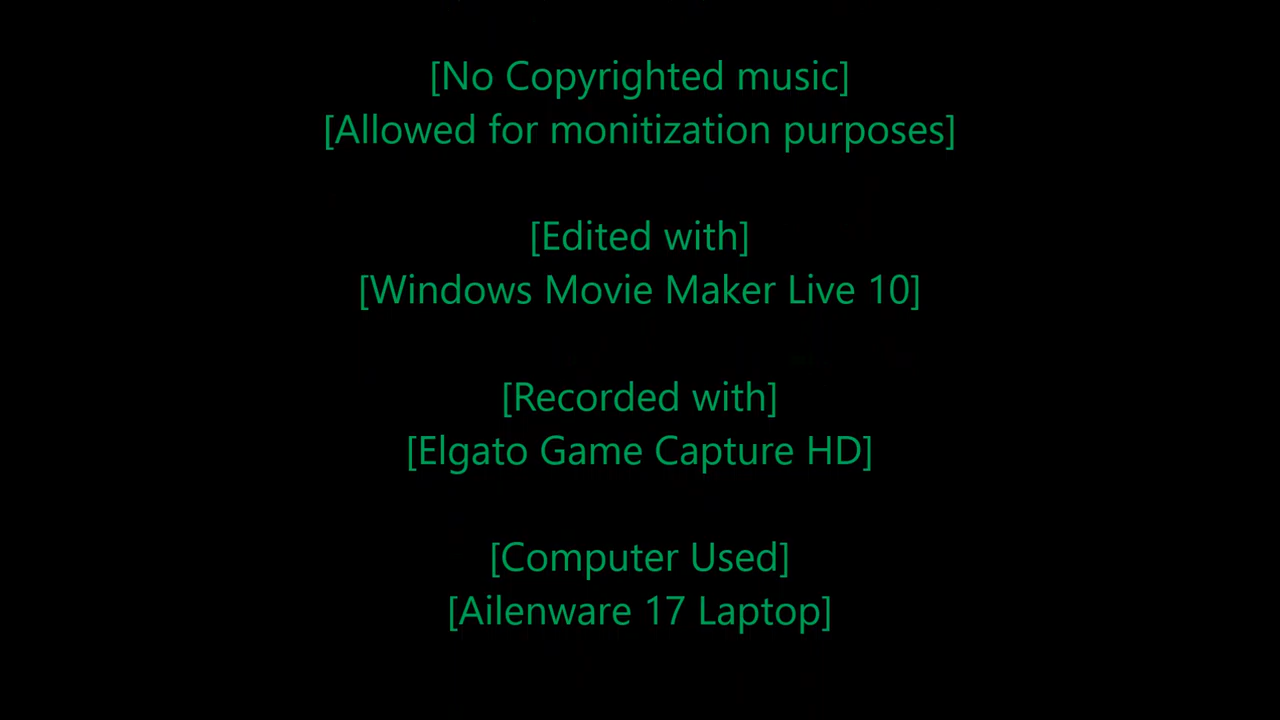 [No Copyrighted music]
[Allowed for monitization purposes]
[Edited with]
[Windows Movie Maker Live 10]
[Recorded with]
[Elgato Game Capture HD]
[Computer Used]
[Ailenware 17 Laptop]